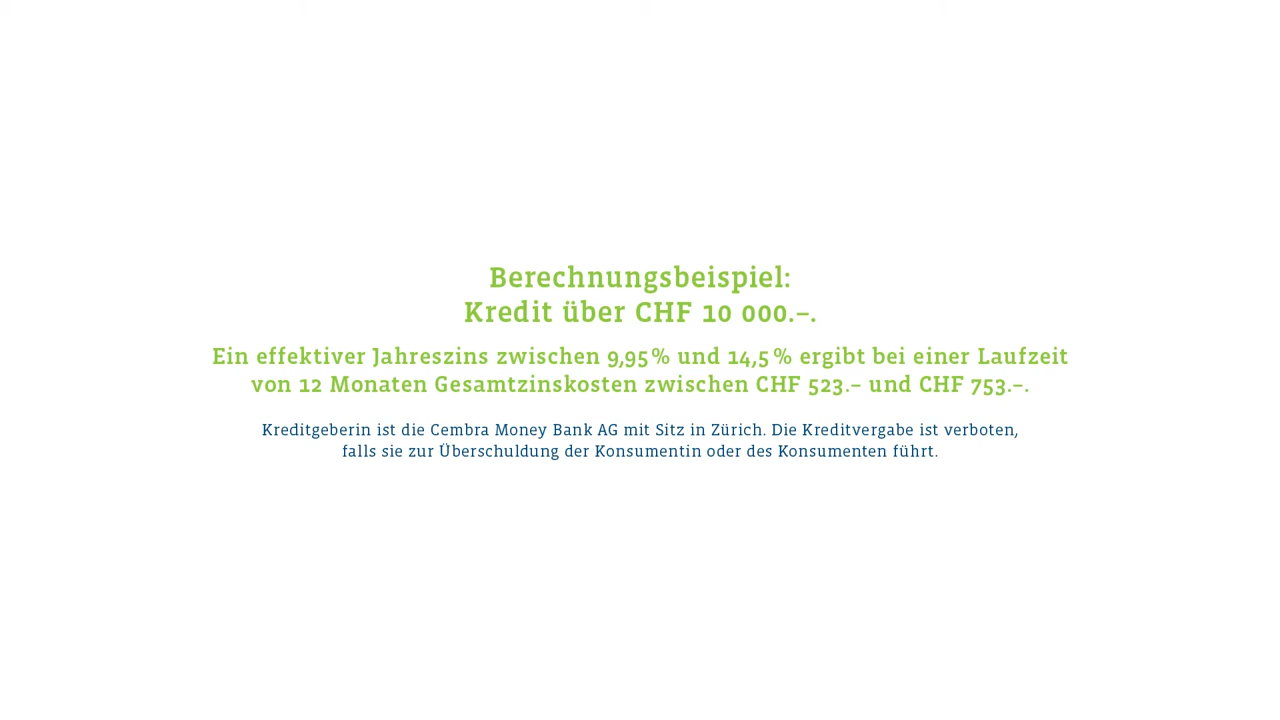 Berechnungsbeispiel:
Kredit über CHF 10 000.–.
Ein effektiver Jahreszins zwischen 9,95% und 14,5% ergibt bei einer Laufzeit
von 12 Monaten Gesamtzinskosten zwischen CHF 523.– und CHF 753.–.
Kreditgeberin ist die Cembra Money Bank AG mit Sitz in Zürich. Die Kreditvergabe ist verboten,
falls sie zur Überschuldung der Konsumentin oder des Konsumenten führt.